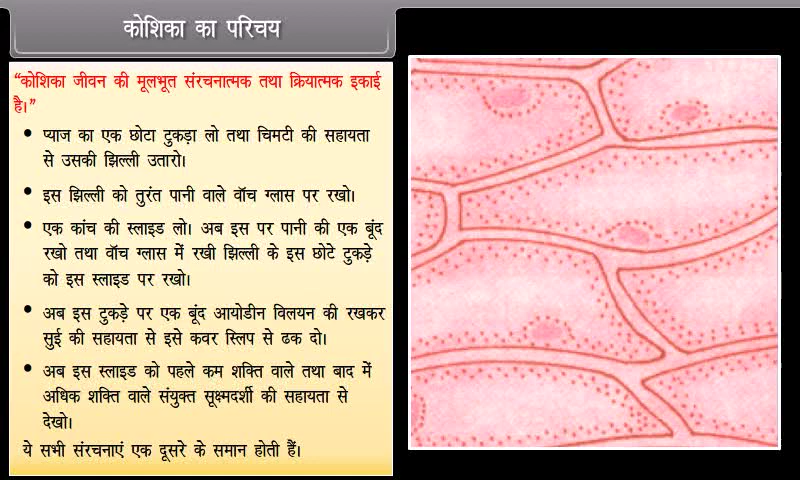 कोशिका का परिचय
“कोशिका जीवन की मूलभूत संरचनात्मक तथा क्रियात्मक इकाई
है।”
• प्याज का एक छोटा टुकड़ा लो तथा चिमटी की सहायता
से उसकी झिल्ली उतारो।
• इस झिल्ली को तुरंत पानी वाले वॉच ग्लास पर रखो।
• एक कांच की स्लाइड लो। अब इस पर पानी की एक बूंद
रखो तथा वॉच ग्लास में रखी झिल्ली के इस छोटे टुकड़े
को इस स्लाइड पर रखो।
• अब इस टुकड़े पर एक बूंद आयोडीन विलयन की रखकर
सुई की सहायता से इसे कवर स्लिप से ढक दो।
• अब इस स्लाइड को पहले कम शक्ति वाले तथा बाद में
अधिक शक्ति वाले संयुक्त सूक्ष्मदर्शी की सहायता से
देखो।
ये सभी संरचनाएं एक दूसरे के समान होती हैं।